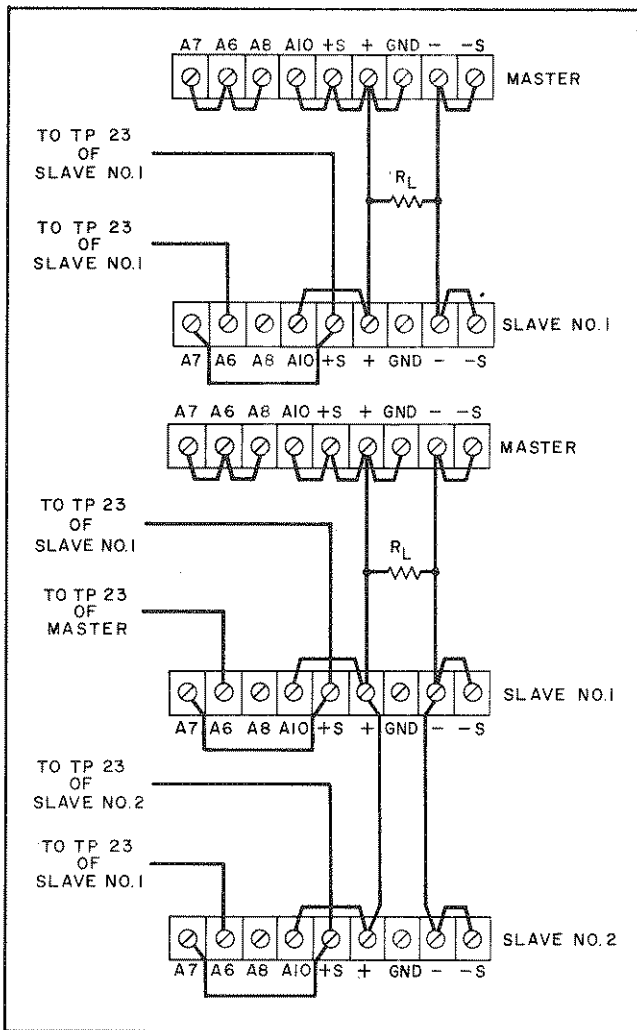 A7 A6 A8 A10 +S + GND - -S
MASTER
TO TP 23
OF
SLAVE NO.1
RL
TO TP 23
OF
SLAVE NO.1
SLAVE NO.1
A7 A6 A8 A10 +S + GND - -S
A7 A6 A8 A10 +S + GND - -S
MASTER
TO TP 23
OF
SLAVE NO.1
RL
TO TP 23
OF
MASTER
SLAVE NO.1
A7 A6 A8 A10 +S + GND - -S
TO TP 23
OF
SLAVE NO.2
TO TP 23
OF
SLAVE NO.1
SLAVE NO.2
A7 A6 A8 A10 +S + GND - -S